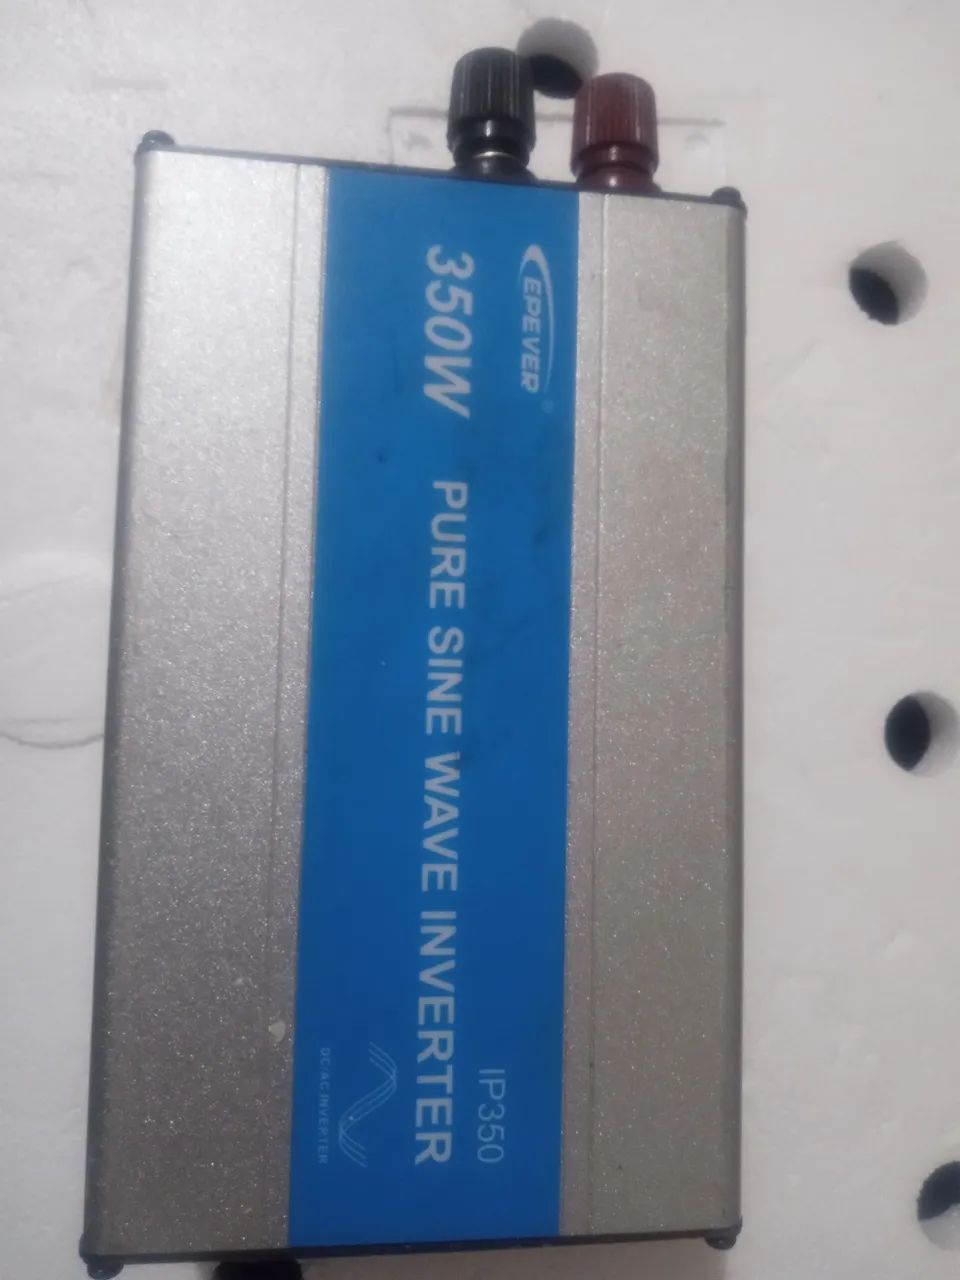 EPEVER ®
350W PURE SINE WAVE INVERTER
IP350
DC/AC INVERTER